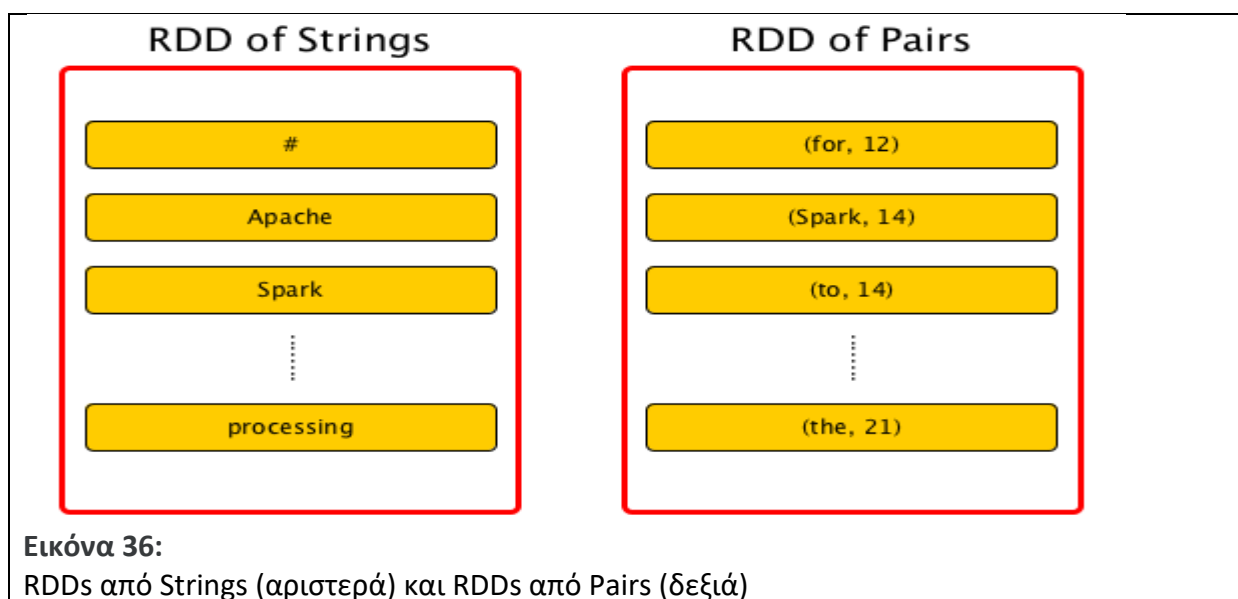 RDD of Strings
#
Apache
Spark
processing
RDD of Pairs
(for, 12)
(Spark, 14)
(to, 14)
(the, 21)
Εικόνα 36:
RDDs από Strings (αριστερά) και RDDs από Pairs (δεξιά)